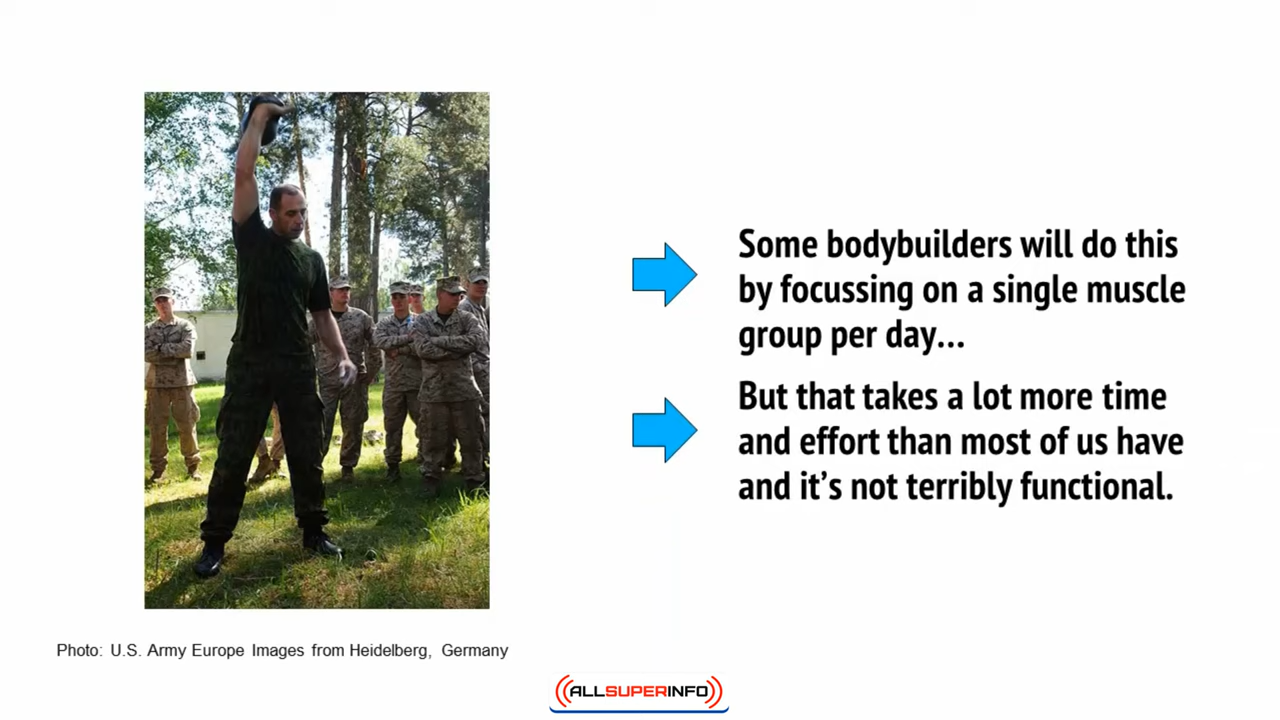 Some bodybuilders will do this
by focussing on a single muscle
group per day...
But that takes a lot more time
and effort than most of us have
and it's not terribly functional.
Photo: U.S. Army Europe Images from Heidelberg, Germany
ALLSUPERINFO